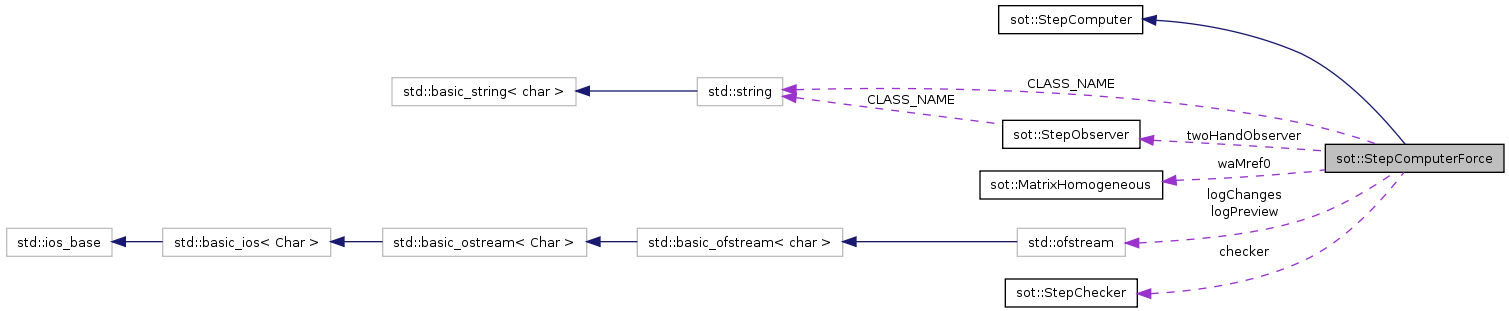 sot::StepComputer
CLASS_NAME
std::basic_string< char >
std::string
CLASS_NAME
sot::StepObserver
twoHandObserver
sot::StepComputerForce
waMref0
sot::MatrixHomogeneous
logChanges
logPreview
std::ios_base
std::basic_ios< Char >
std::basic_ostream< Char >
std::basic_ofstream< char >
std::ofstream
checker
sot::StepChecker